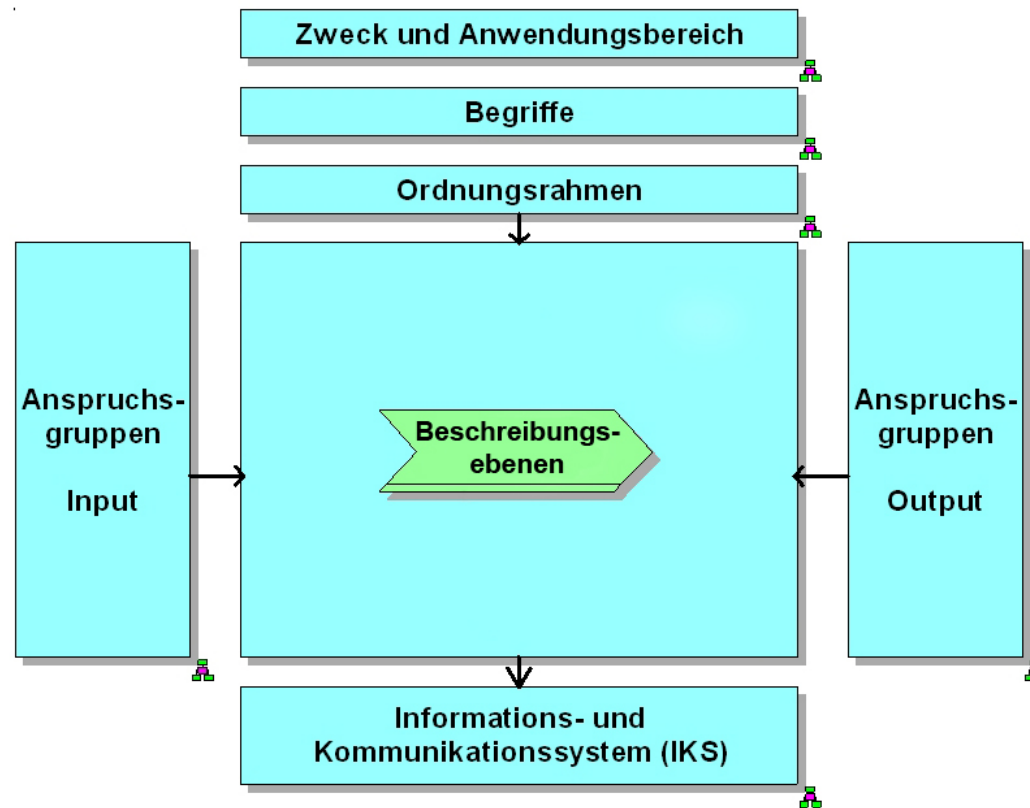 Zweck und Anwendungsbereich
Begriffe
Ordnungsrahmen
Anspruchs-
gruppen
Input
Beschreibungs-
ebenen
Anspruchs-
gruppen
Output
Informations- und
Kommunikationssystem (IKS)